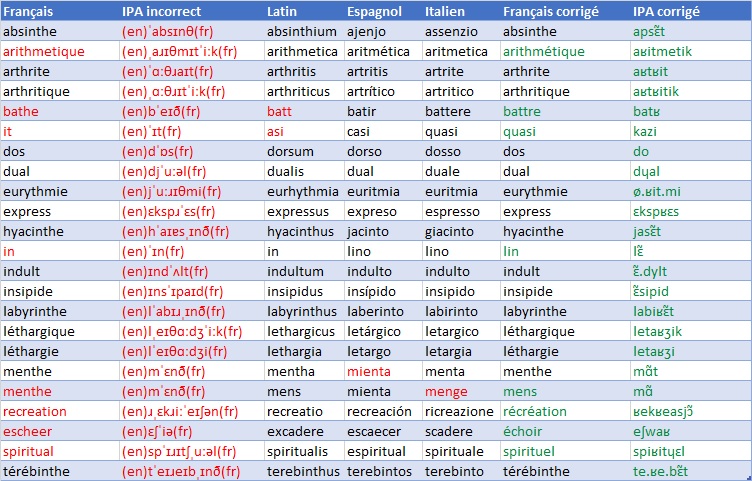 Français IPA incorrect Latin Espagnol Italien Français corrigé IPA corrigé
absinthe (en)ˈabsɪnθ(fr) absinthium ajenjo assenzio absinthe apsɛ̃t
arithmetique (en)ˌaɹɪθmɪtˈiːk(fr) arithmetica aritmética aritmetica arithmétique aʁitmetik
arthrite (en)ˈɑːθɹaɪt(fr) arthritis artritis artrite arthrite aʁtʁit
arthritique (en)ˌɑːθɹɪtˈiːk(fr) arthriticus artrítico artritico arthritique aʁtʁitik
bathe (en)bˈeɪð(fr) batt batir battere battre batʁ
it (en)ˈɪt(fr) asi casi quasi quasi kazi
dos (en)dˈɒs(fr) dorsum dorso dosso dos do
dual (en)djˈuːəl(fr) dualis dual duale dual dɥal
eurythmie (en)jˈuːɹɪθmi(fr) eurhythmia euritmia euritmia eurythmie ø.ʁit.mi
express (en)ɛkspɹˈɛs(fr) expressus expreso espresso express ɛkspʁɛs
hyacinthe (en)hˈaɪəsˌɪnð(fr) hyacinthus jacinto giacinto hyacinthe jasɛ̃t
in (en)ˈɪn(fr) in lino lino lin lɛ̃
indult (en)ɪndˈʌlt(fr) indultum indulto indulto indult ɛ̃.dylt
insipide (en)ɪnsˈɪpaɪd(fr) insipidus insípido insipido insipide ɛ̃sipid
labyrinthe (en)lˈabɪɹˌɪnð(fr) labyrinthus laberinto labirinto labyrinthe labiʁɛ̃t
léthargique (en)lˌeɪθɑːdʒˈiːk(fr) lethargicus letárgico letargico léthargique letaʁʒik
léthargie (en)lˈeɪθɑːdʒi(fr) lethargia letargo letargia léthargie letaʁʒi
menthe (en)mˈɛnð(fr) mentha mienta menta menthe mɑ̃t
menthe (en)mˈɛnð(fr) mens mienta menge mens mɑ̃
recreation (en)ɹˌɛkɹiːˈeɪʃən(fr) recreatio recreación ricreazione récréation ʁekʁeasjɔ̃
escheer (en)ɛʃˈiə(fr) excadere escaecer scadere échoir eʃwaʁ
spiritual (en)spˈɪɹɪtʃˌuːəl(fr) spiritualis espiritual spirituale spirituel spiʁitɥɛl
térébinthe (en)tˈeɪɹeɪbˌɪnð(fr) terebinthus terebintos terebinto térébinthe te.ʁe.bɛ̃t